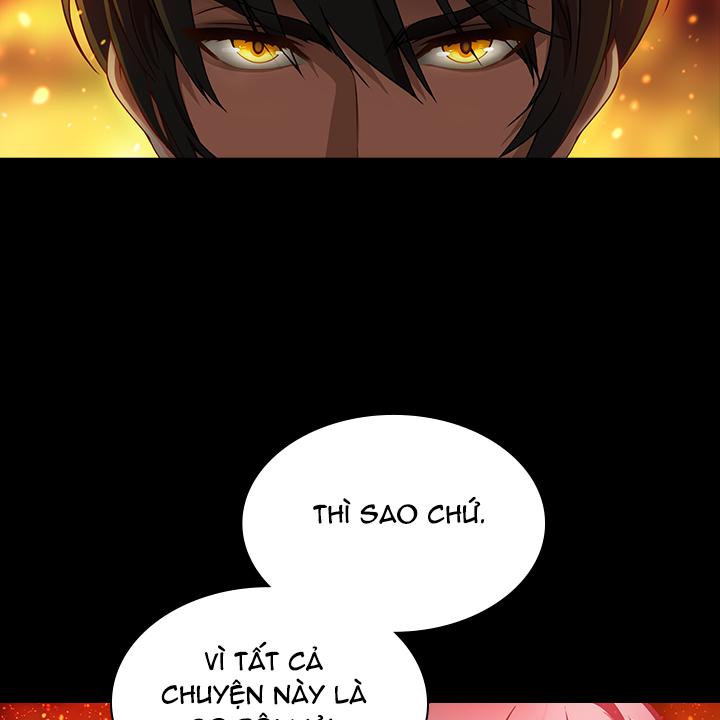 THÌ SAO CHỨ.
VÌ TẤT CẢ
CHUYỆN NÀY LÀ